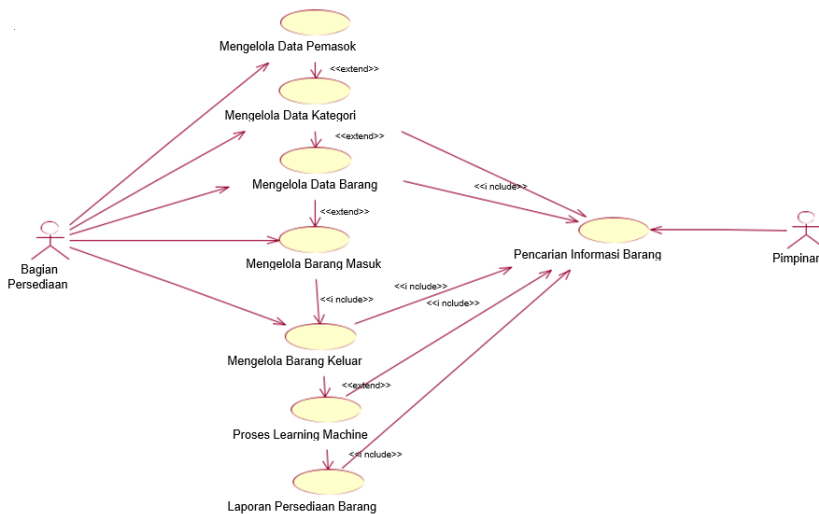 Mengelola Data Pemasok
<<extend>>
Mengelola Data Kategori
<<extend>>
Mengelola Data Barang
<<i nclude>>
<<extend>>
Bagian
Persediaan
Mengelola Barang Masuk
Pencarian Informasi Barang
Pimpinan
<<i nclude>>
<<i nclude>>
<<i nclude>>
Mengelola Barang Keluar
<<extend>>
Proses Learning Machine
<<i nclude>>
Laporan Persediaan Barang